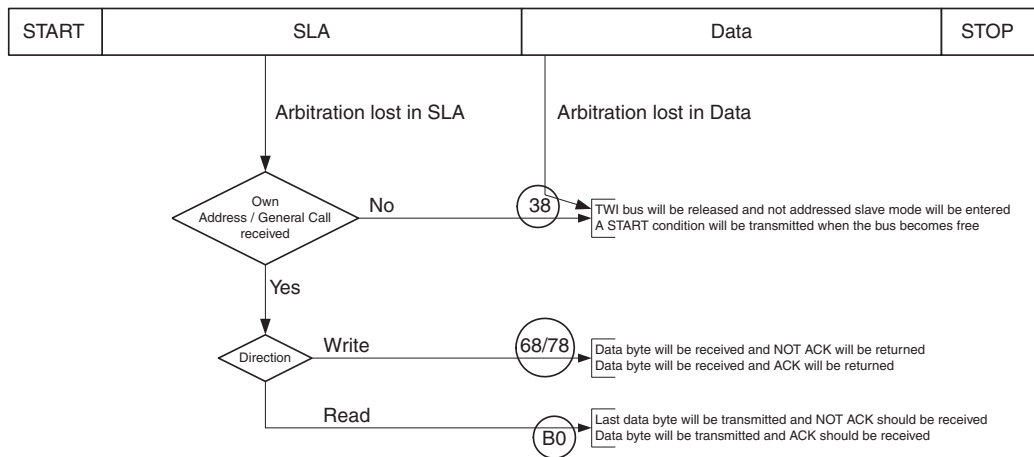 START SLA Data STOP
Arbitration lost in SLA Arbitration lost in Data
Own
Address / General Call
received
No
38
TWI bus will be released and not addressed slave mode will be entered
A START condition will be transmitted when the bus becomes free
Yes
Direction
Write
68/78
Data byte will be received and NOT ACK will be returned
Data byte will be received and ACK will be returned
Read
B0
Last data byte will be transmitted and NOT ACK should be received
Data byte will be transmitted and ACK should be received